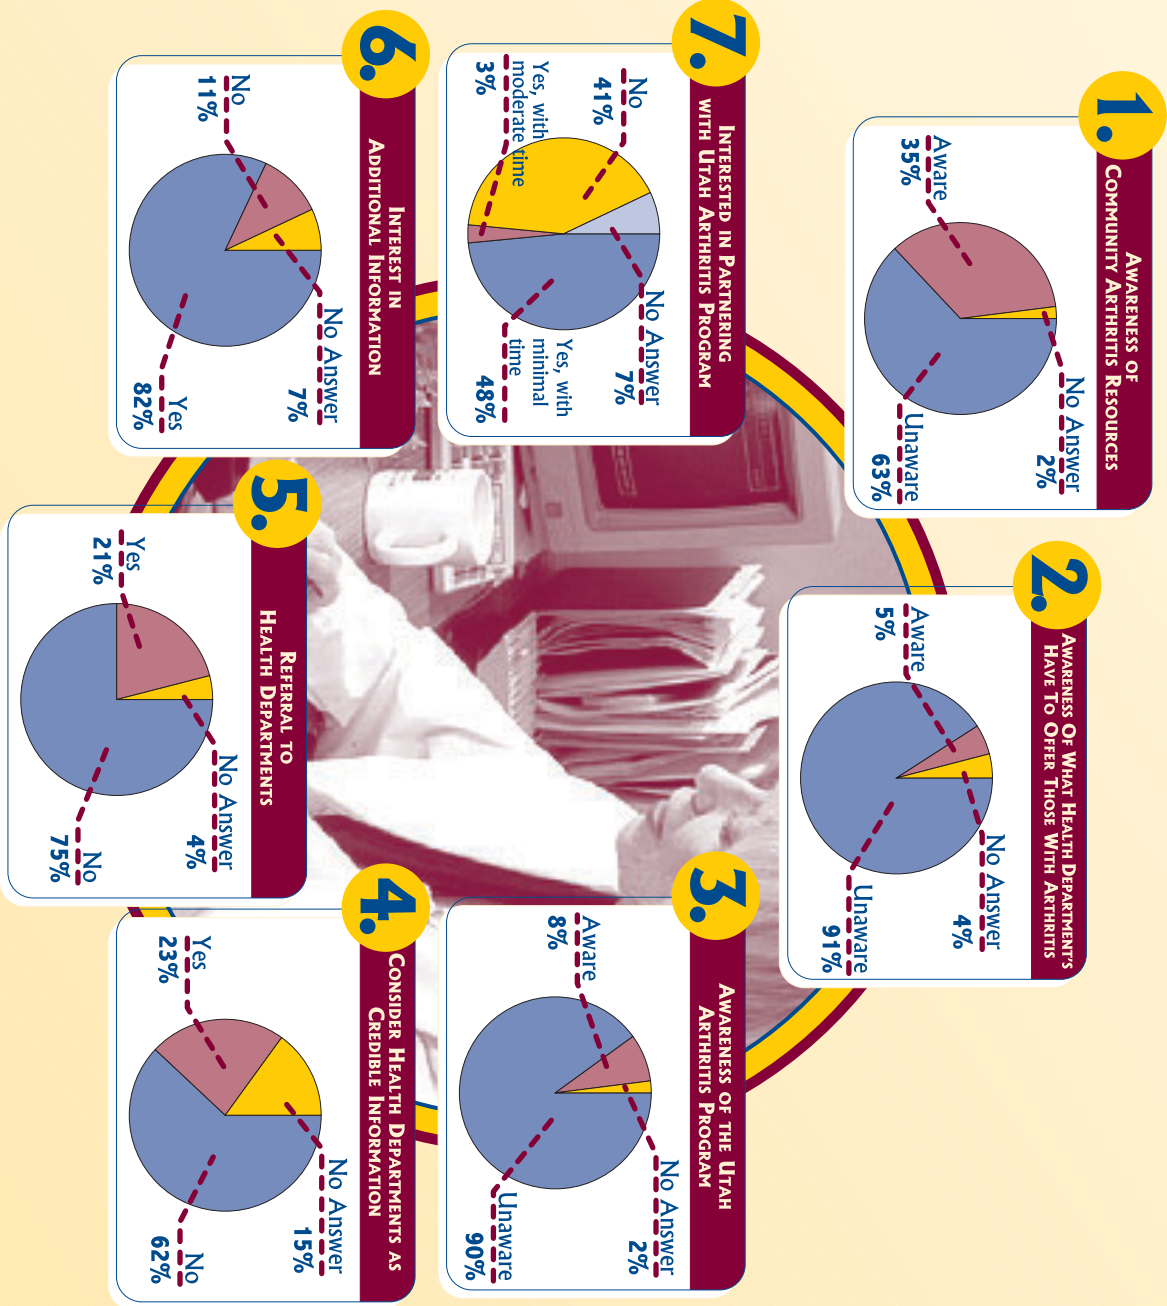 1.
AWARENESS OF
COMMUNITY ARTHRITIS RESOURCES
Aware
35%
No Answer
2%
Unaware
63%
2.
AWARENESS OF WHAT HEALTH DEPARTMENT'S
HAVE TO OFFER THOSE WITH ARTHRITIS
Aware
5%
No Answer
4%
Unaware
91%
3.
AWARENESS OF THE UTAH
ARTHRITIS PROGRAM
Aware
8%
No Answer
2%
Unaware
90%
4.
CONSIDER HEALTH DEPARTMENTS AS
CREDIBLE INFORMATION
Yes
23%
No Answer
15%
No
62%
5.
REFERRAL TO
HEALTH DEPARTMENTS
Yes
21%
No Answer
4%
No
75%
6.
INTEREST IN
ADDITIONAL INFORMATION
No
11%
No Answer
7%
Yes
82%
7.
INTERESTED IN PARTNERING
WITH UTAH ARTHRITIS PROGRAM
No
41%
Yes, with
moderate time
3%
No Answer
7%
Yes, with
minimal
time
48%